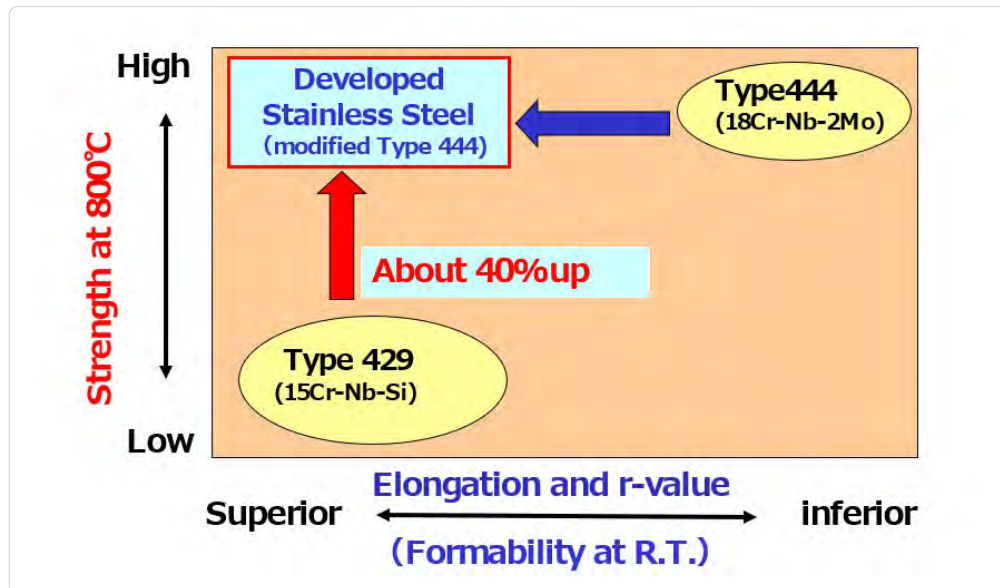 High
Developed
Stainless Steel
(modified Type 444)
Type444
(18Cr-Nb-2Mo)
Strength at 800℃
About 40%up
Type 429
(15Cr-Nb-Si)
Low
Elongation and r-value
Superior
inferior
(Formability at R.T.)